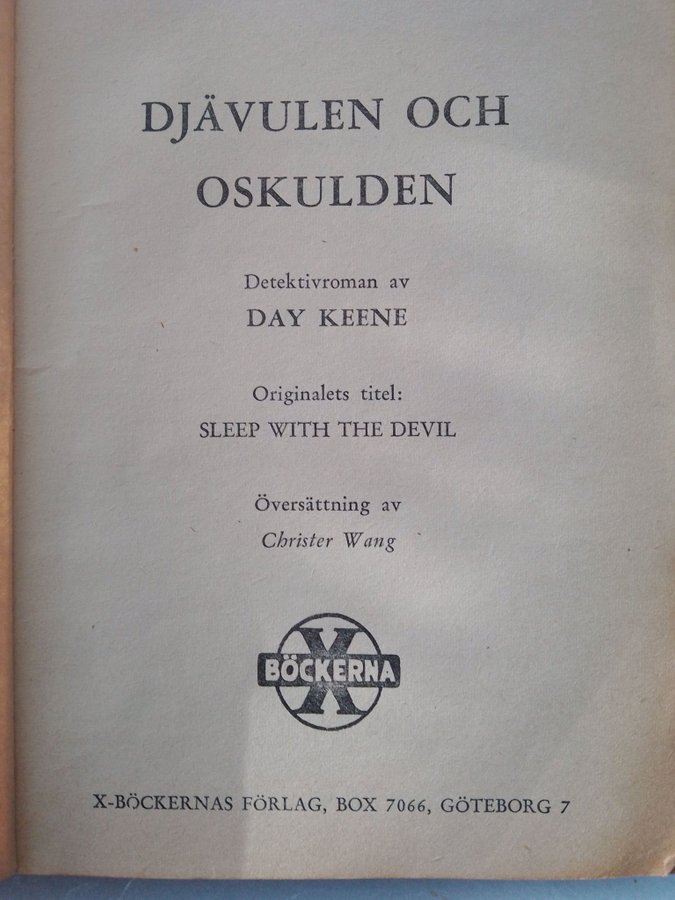 DJÄVULEN OCH
OSKULDEN
Detektivroman av
DAY KEENE
Originalets titel:
SLEEP WITH THE DEVIL
Översättning av
Christer Wang
X
BÖCKERNA
X-BÖCKERNAS FÖRLAG, BOX 7066, GÖTEBORG 7